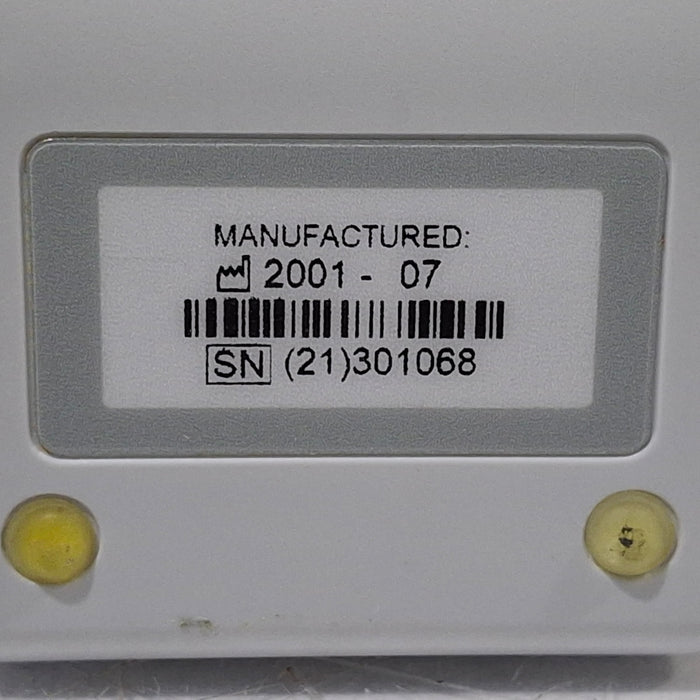 MANUFACTURED:
2001 - 07
SN (21)301068